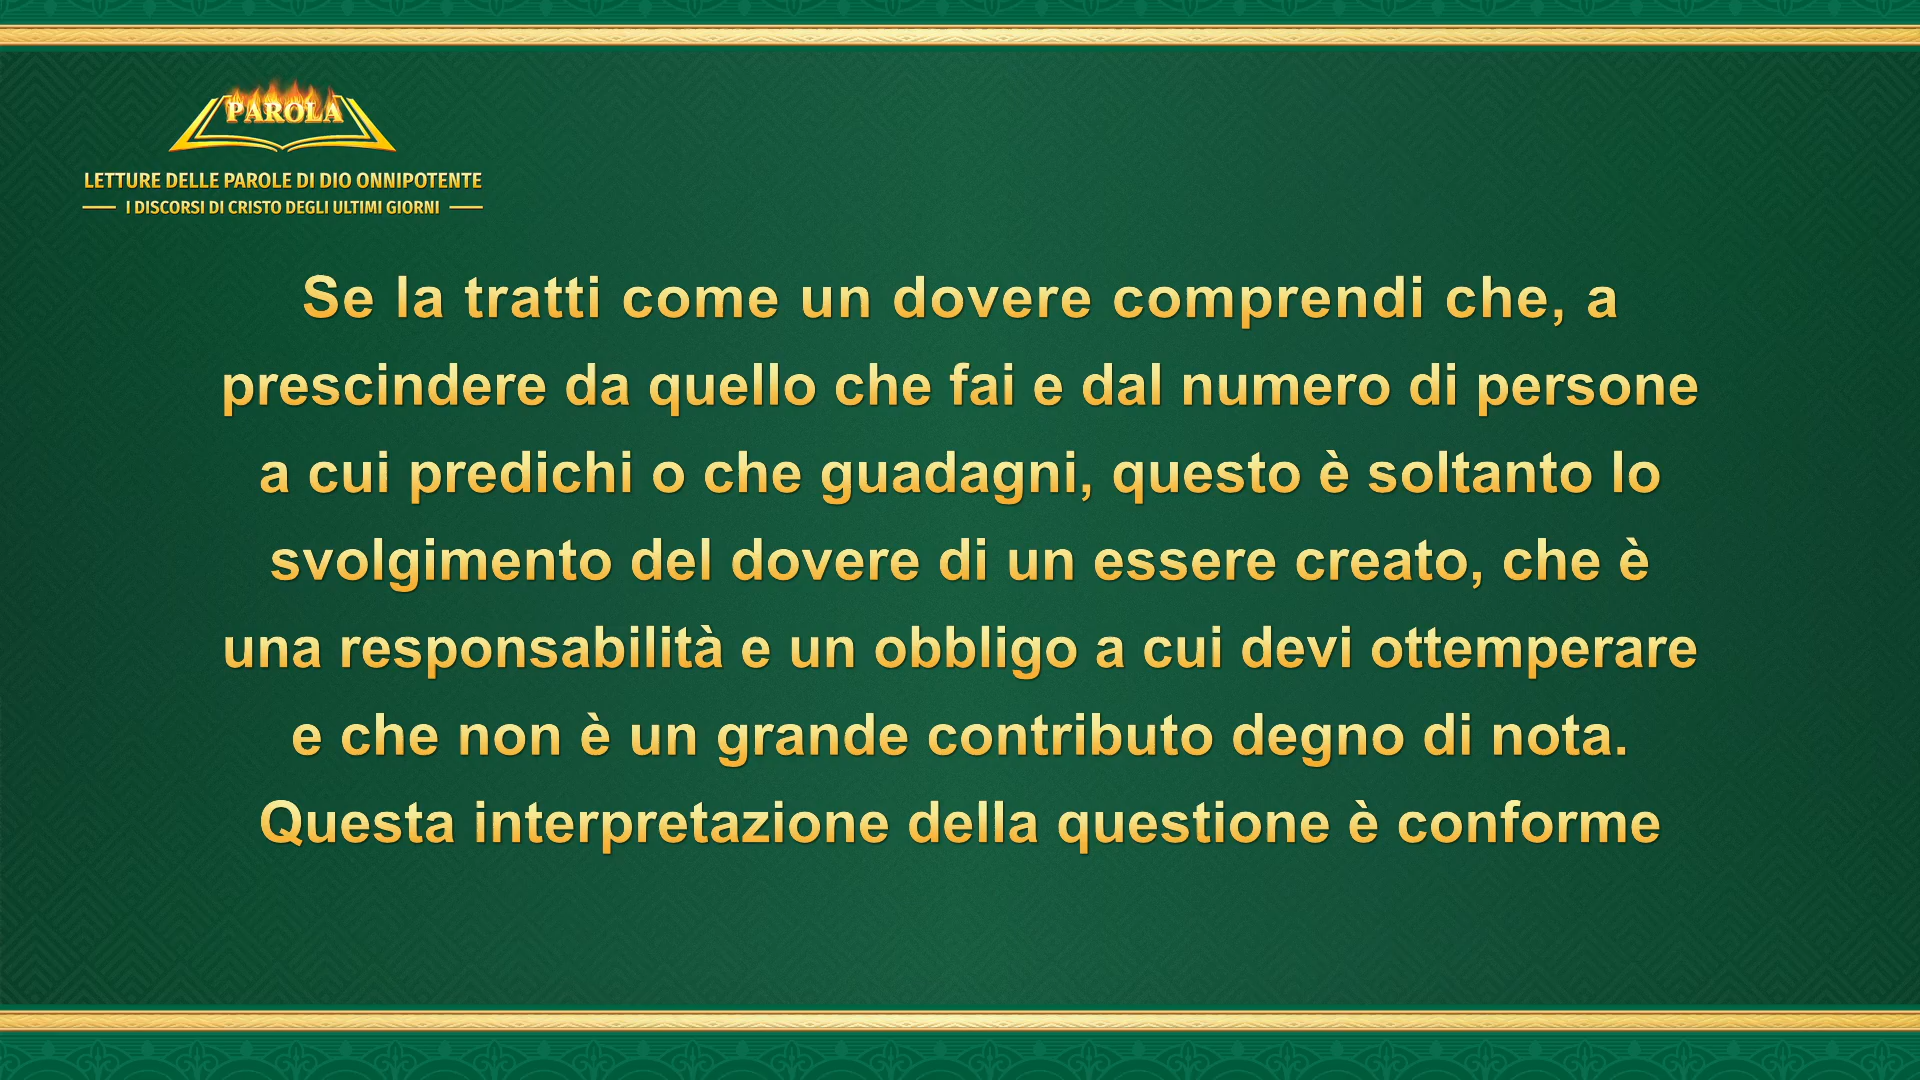 PAROLA
LETTURE DELLE PAROLE DI DIO ONNIPOTENTE
I DISCORSI DI CRISTO DEGLI ULTIMI GIORNI
Se la tratti come un dovere comprendi che, a
prescindere da quello che fai e dal numero di persone
a cui predichi o che guadagni, questo è soltanto lo
svolgimento del dovere di un essere creato, che è
una responsabilità e un obbligo a cui devi ottemperare
e che non è un grande contributo degno di nota.
Questa interpretazione della questione è conforme